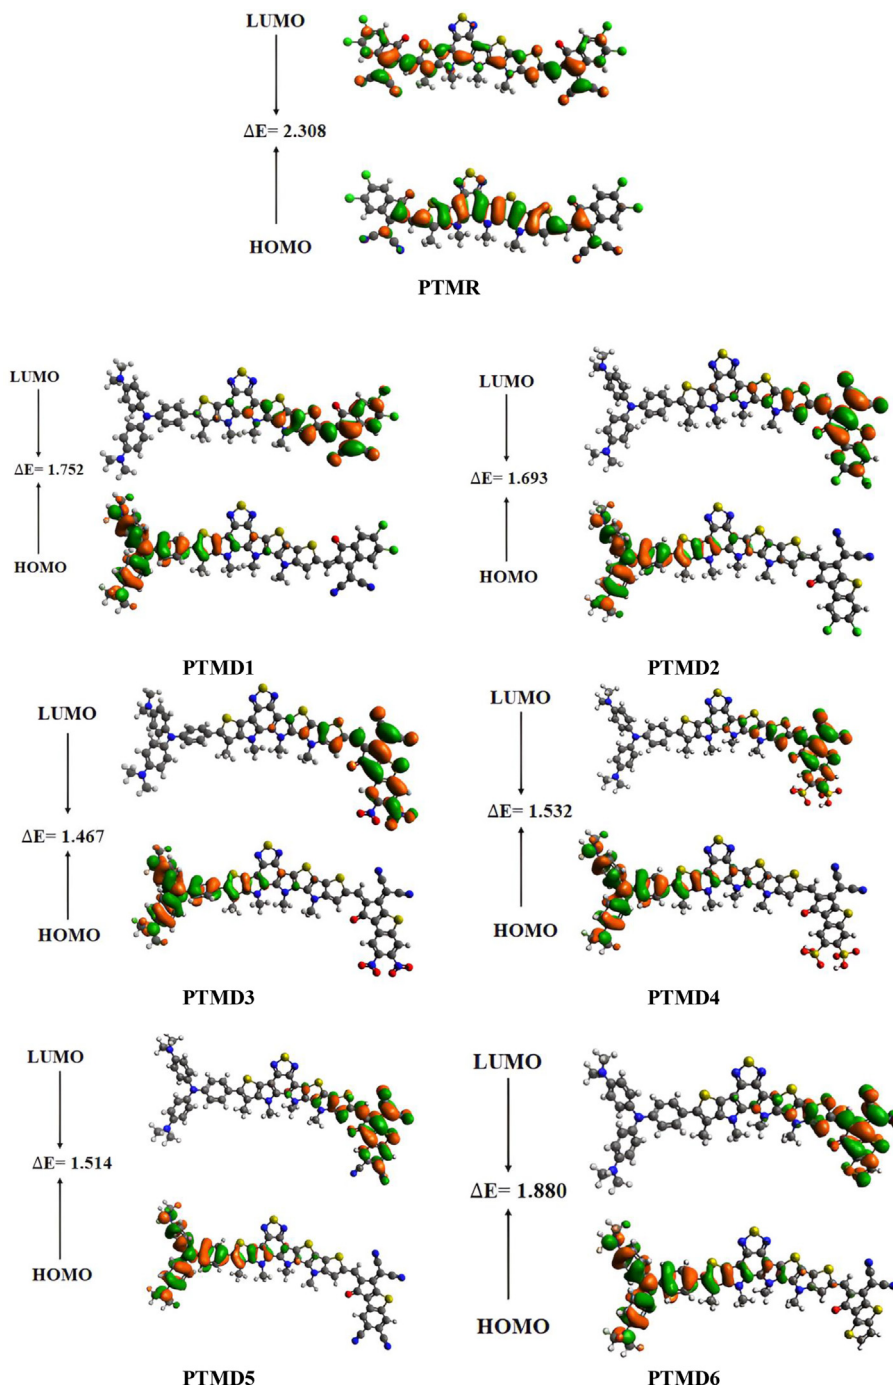 LUMO
ΔE= 2.308
HOMO
PTMR
LUMO
ΔE= 1.752
HOMO
PTMD1
LUMO
ΔE= 1.693
HOMO
PTMD2
LUMO
ΔE= 1.467
HOMO
PTMD3
LUMO
ΔE= 1.532
HOMO
PTMD4
LUMO
ΔE= 1.514
HOMO
PTMD5
LUMO
ΔE= 1.880
HOMO
PTMD6